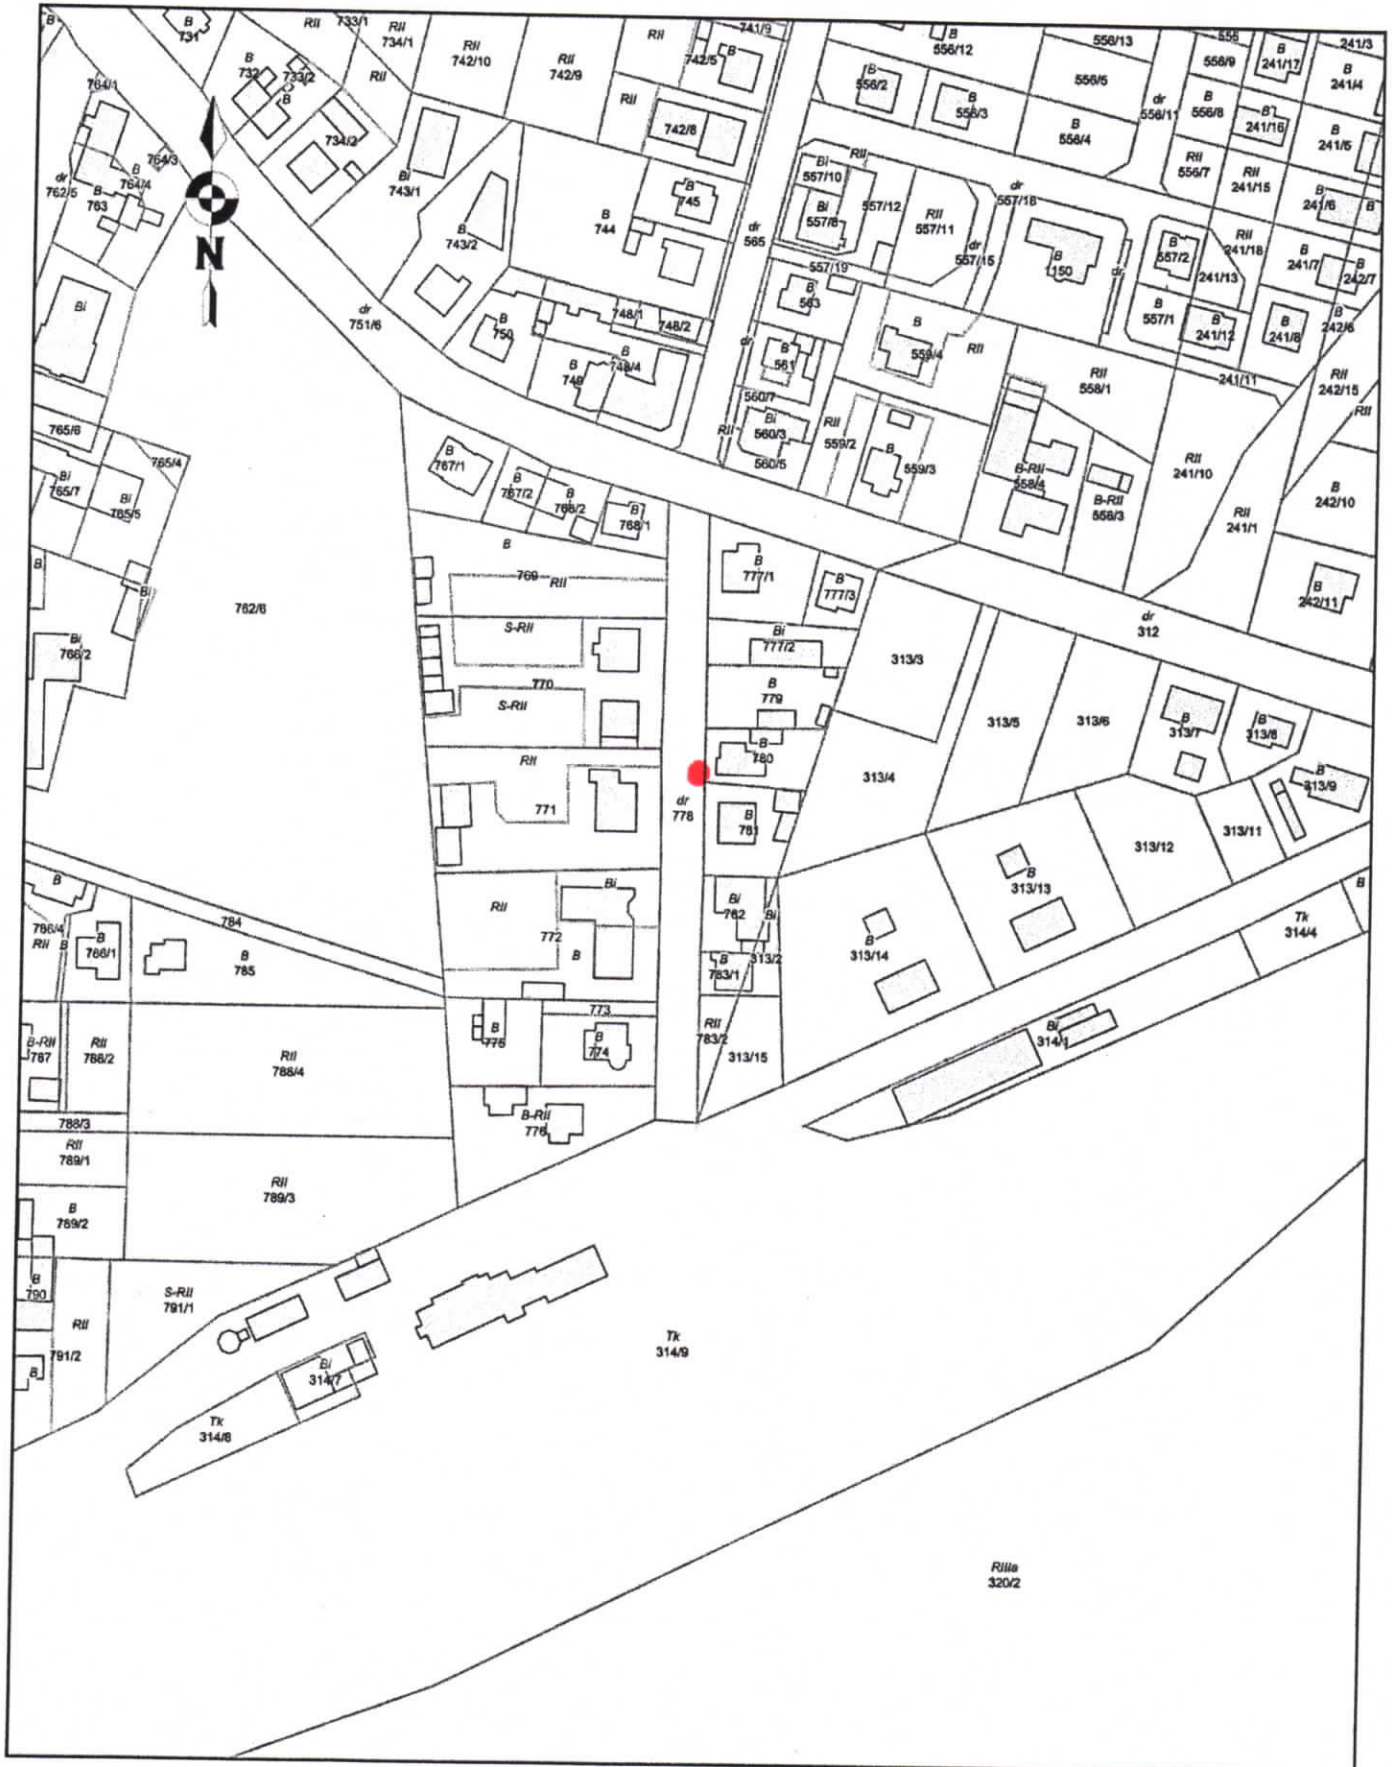 B
731
RII
733/1
RII
734/1
RII
742/10
RII
742/9
RII
742/5
B
741/9
B
556/12
556/13
556/9
B
241/17
241/3
B
241/4
764/1
B
732
733/2
B
RII
RII
B
556/2
B
556/3
556/5
dr
556/11
B
556/8
B
241/16
B
241/5
734/2
742/8
B
556/4
764/3
B
764/4
dr
762/5
B
763
Bi
743/1
Bi
557/10
RII
RII
556/7
RII
241/15
B
745
Bi
557/8
557/12
RII
557/11
dr
557/16
B
241/6
B
N
B
743/2
B
744
dr
565
dr
557/15
B
1150
dr
B
557/2
RII
241/18
241/13
B
241/7
B
242/7
557/19
B
563
Bi
dr
751/6
B
750
748/1
748/2
B
559/4
RII
B
557/1
B
241/12
B
241/8
B
242/6
dr
B
561
B
749
B
748/4
RII
558/1
241/11
RII
242/15
RII
560/7
765/6
Bi
560/3
RII
RII
559/2
560/5
B
559/3
B
767/1
765/4
RII
241/10
B-RII
558/4
Bi
765/7
Bi
765/5
B
767/2
B
768/2
B
768/1
B-RII
558/3
B
242/10
RII
241/1
B
769
RII
B
777/1
B
777/3
B
Bi
B
242/11
762/6
dr
312
S-RII
Bi
777/2
Bi
766/2
313/3
770
S-RII
B
779
313/5
313/6
B
313/7
B
313/8
B
780
RII
313/4
B
313/9
771
dr
778
B
781
313/11
313/12
B
B
313/13
B
Bi
RII
Bi
782
Bi
Tk
314/4
784
786/4
RII
B
B
786/1
772
B
B
785
B
313/14
313/2
B
783/1
773
B
775
B
774
RII
783/2
313/15
Bi
314/1
B-RII
787
RII
788/2
RII
788/4
B-RII
776
788/3
RII
789/1
RII
789/3
B
789/2
B
790
S-RII
791/1
RII
791/2
B
Bi
314/7
Tk
314/9
Tk
314/8
RIIIa
320/2